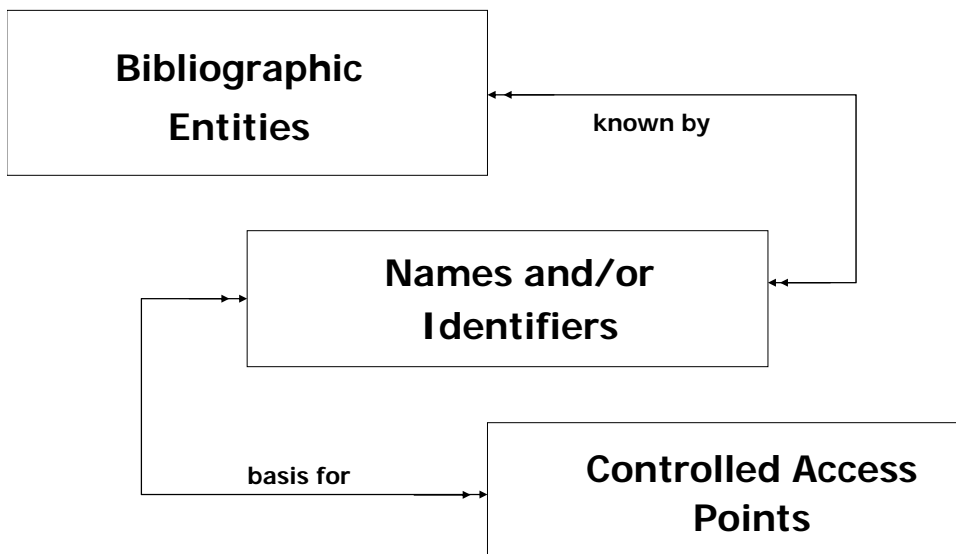 Bibliographic
Entities
known by
Names and/or
Identifiers
basis for
Controlled Access
Points